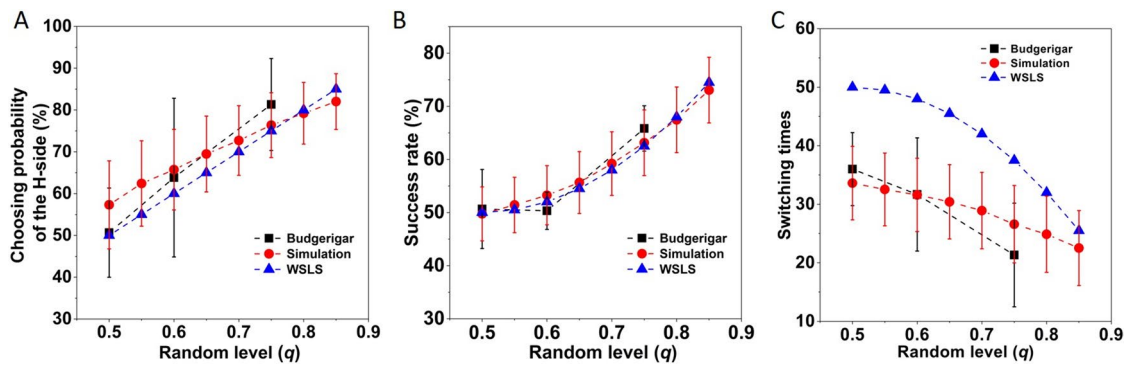 A
Choosing probability
of the H-side (%)
100
90
80
70
60
50
40
30
0.5
0.6
0.7
0.8
0.9
Random level (q)
Budgerigar
Simulation
WSLS
B
Success rate (%)
80
70
60
50
40
30
0.5
0.6
0.7
0.8
0.9
Random level (q)
Budgerigar
Simulation
WSLS
C
Switching times
60
50
40
30
20
10
0.5
0.6
0.7
0.8
0.9
Random level (q)
Budgerigar
Simulation
WSLS